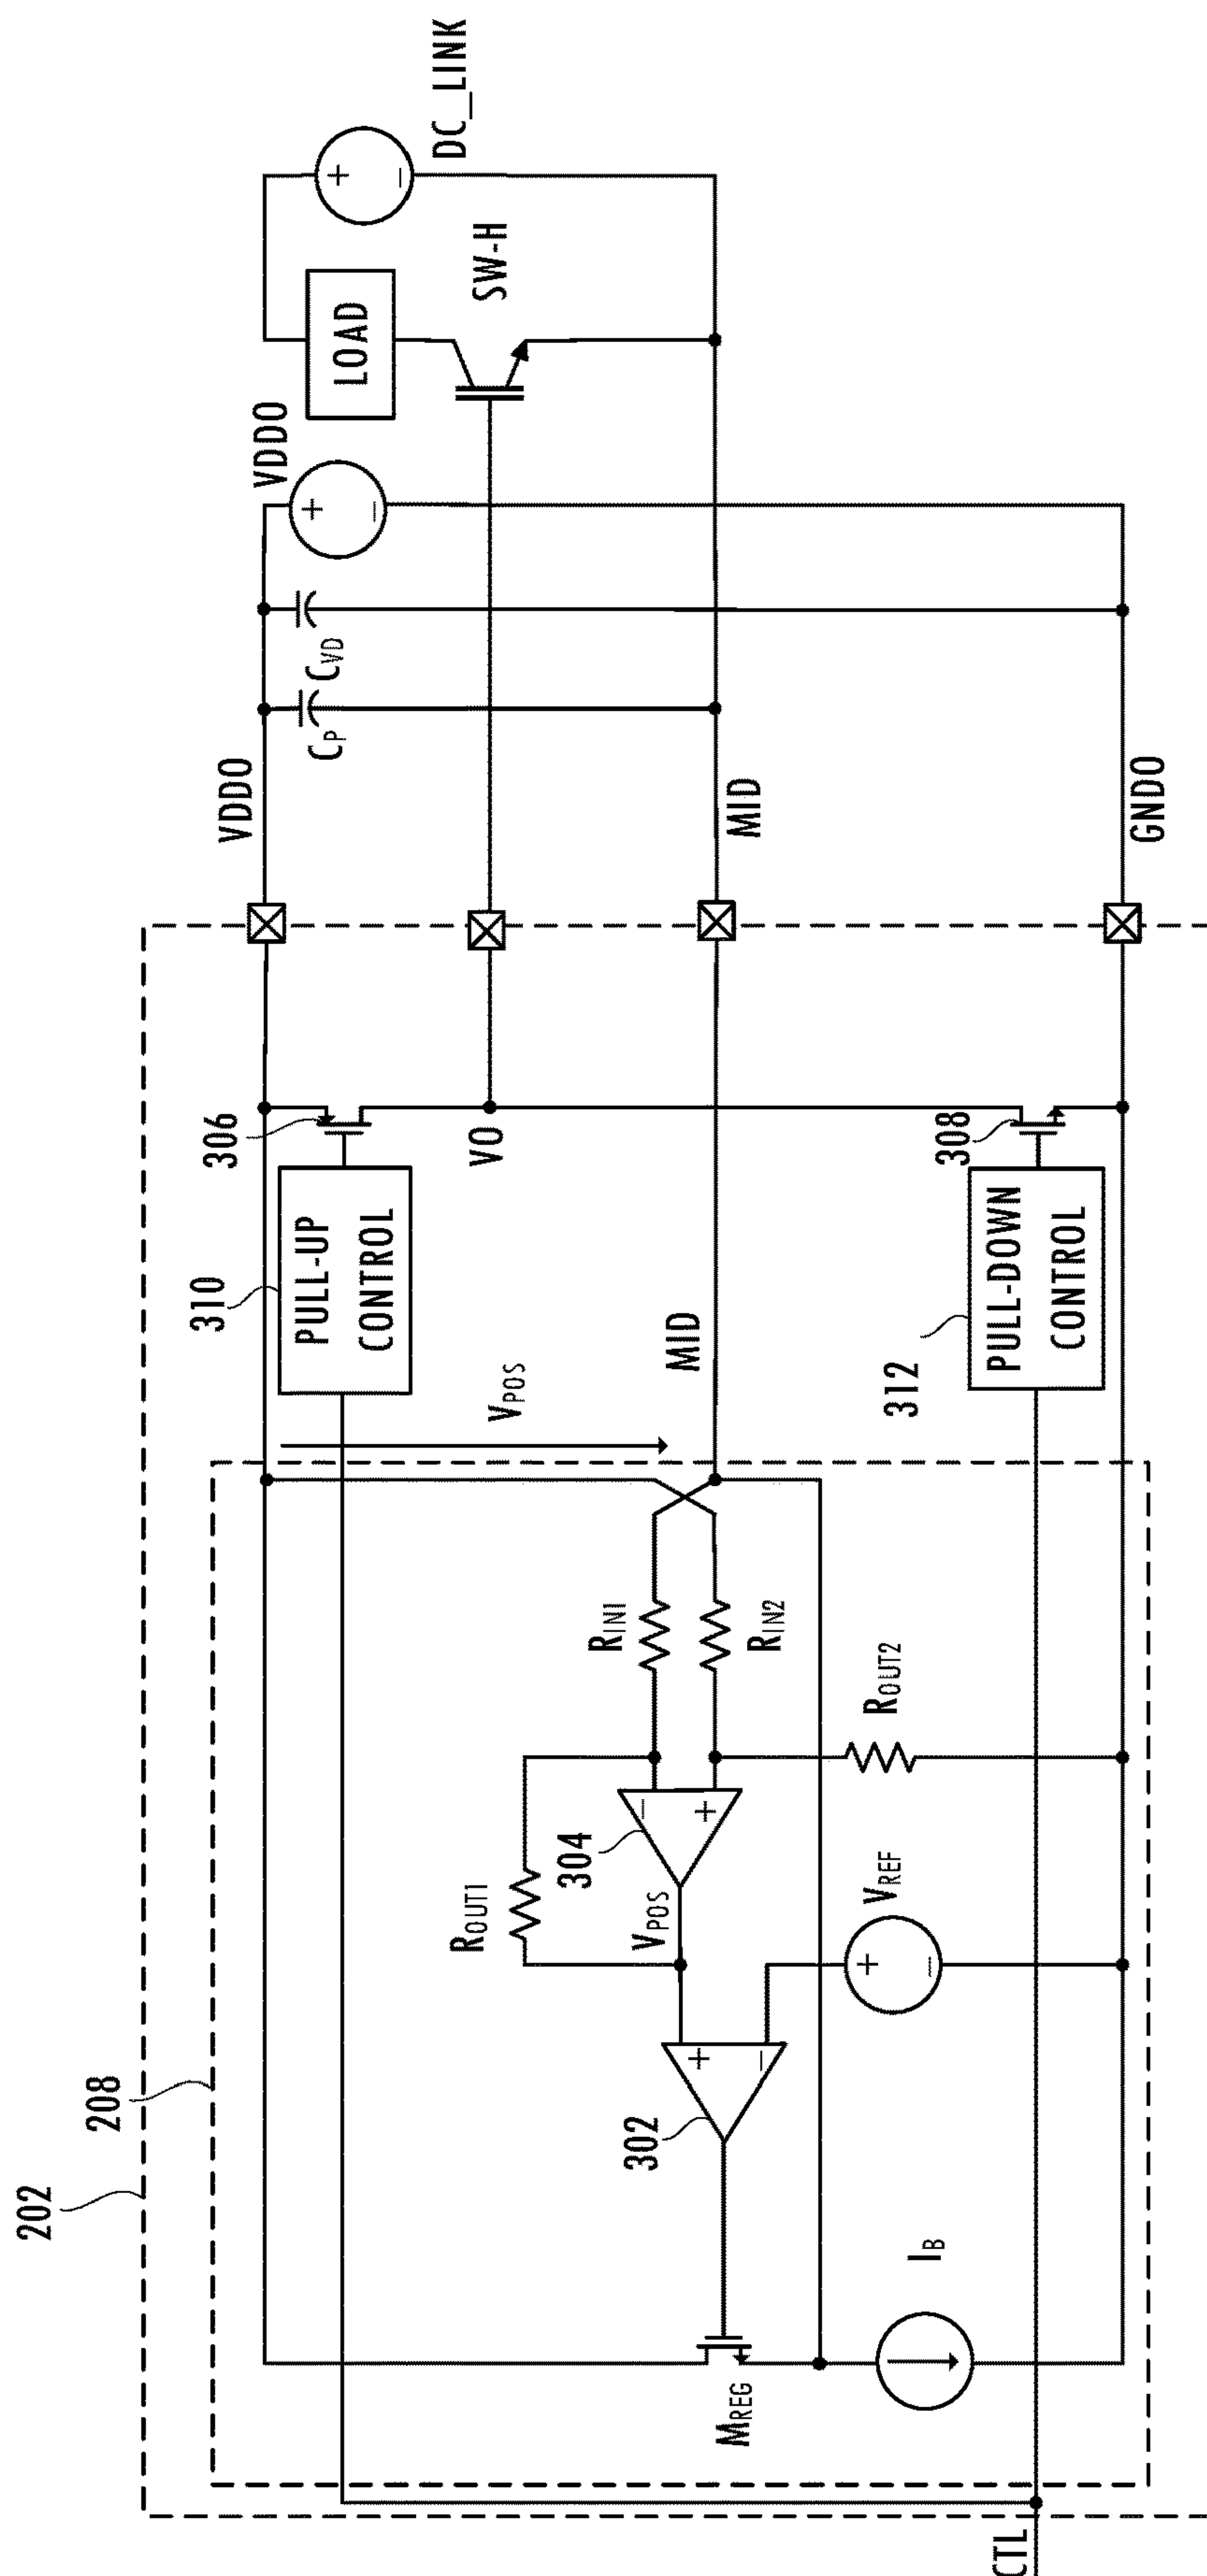 202
208
CTL
M_REG
I_B
302
304
V_POS
V_REF
R_OUT1
R_OUT2
R_IN1
R_IN2
+
−
+
−
+
−
V_POS
MID
310
PULL-UP
CONTROL
312
PULL-DOWN
CONTROL
306
308
VO
VDDO
MID
GNDO
C_P
C_VD
VDDO
+
−
LOAD
SW-H
DC_LINK
+
−